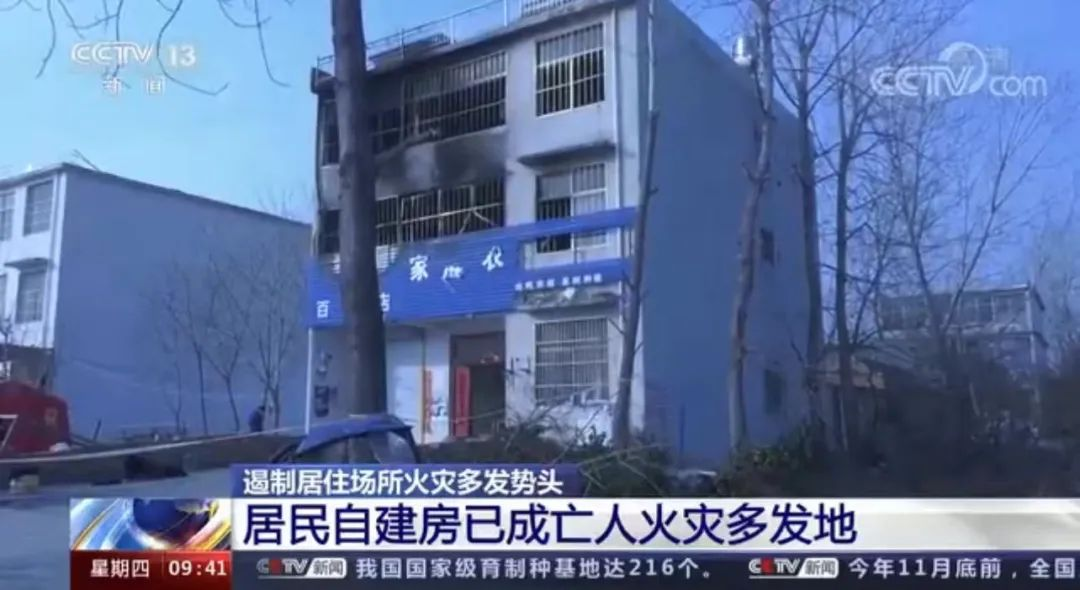 CCTV 13
新闻
CCTV com
家 农
百 店
遏制居住场所火灾多发势头
居民自建房已成亡人火灾多发地
星期四 09:41 CCTV新闻 我国国家级育制种基地达216个。 CCTV新闻 今年11月底前，全国